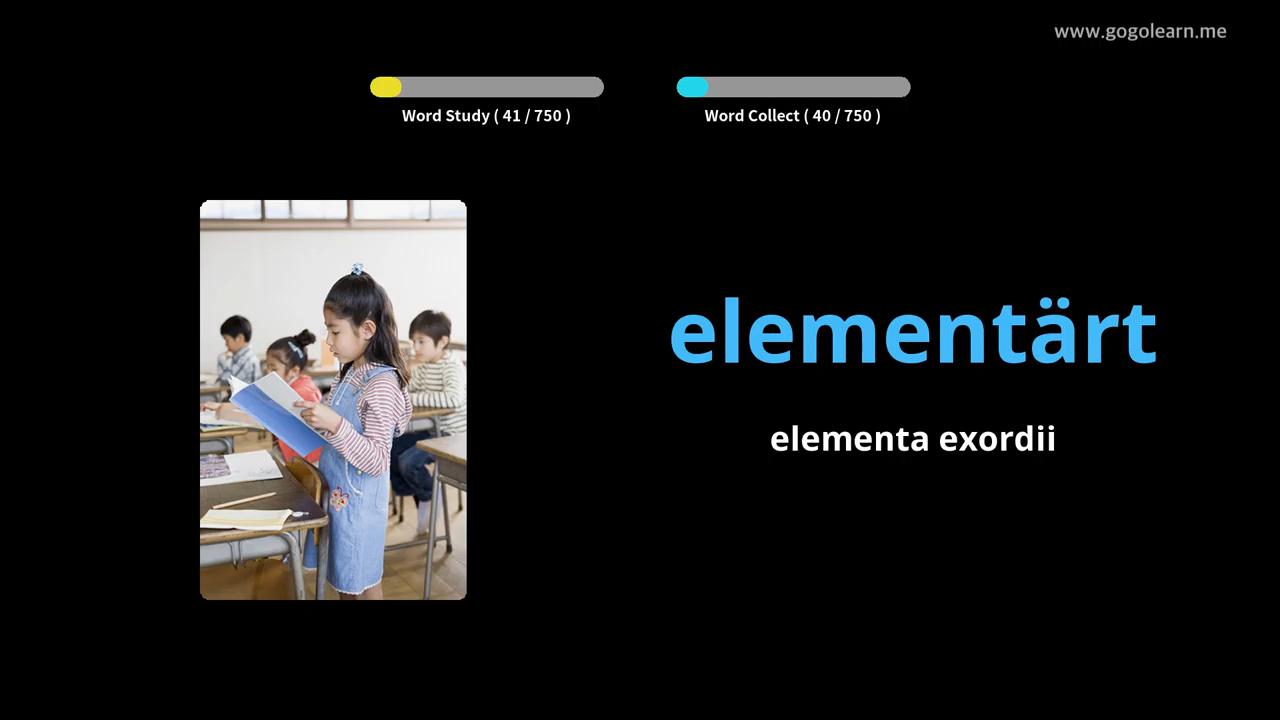 www.gogolearn.me
Word Study ( 41 / 750 )
Word Collect ( 40 / 750 )
elementärt
elementa exordii